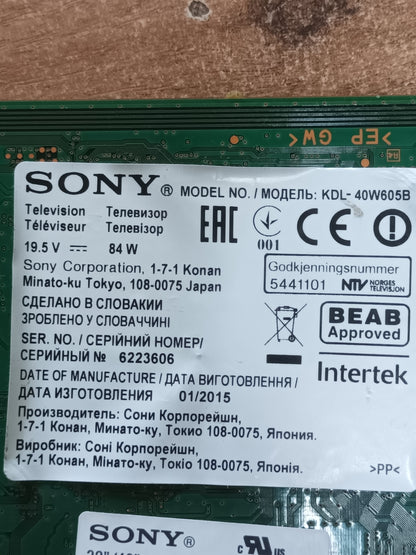 >EP GW<
R4
SONY® MODEL NO. / МОДЕЛЬ: KDL- 40W605B
Television Телевизор
Téléviseur Телевізор
19.5 V ⎓ 84 W
EAC
001
CE
Sony Corporation, 1-7-1 Konan
Minato-ku Tokyo, 108-0075 Japan
Godkjenningsnummer
5441101 NTV NORGES TELEVISJON
СДЕЛАНО В СЛОВАКИИ
ЗРОБЛЕНО У СЛОВАЧЧИНІ
BEAB
Approved
SER. NO. / СЕРІЙНИЙ НОМЕР/
СЕРИЙНЫЙ № 6223606
Intertek
DATE OF MANUFACTURE / ДАТА ВИГОТОВЛЕННЯ /
ДАТА ИЗГОТОВЛЕНИЯ 01/2015
Производитель: Сони Корпорейшн,
1-7-1 Конан, Минато-ку, Токио 108-0075, Япония.
Виробник: Соні Корпорейшн,
1-7-1 Конан, Мінато-ку, Токіо 108-0075, Японія.
>PP<
SONY®
c us